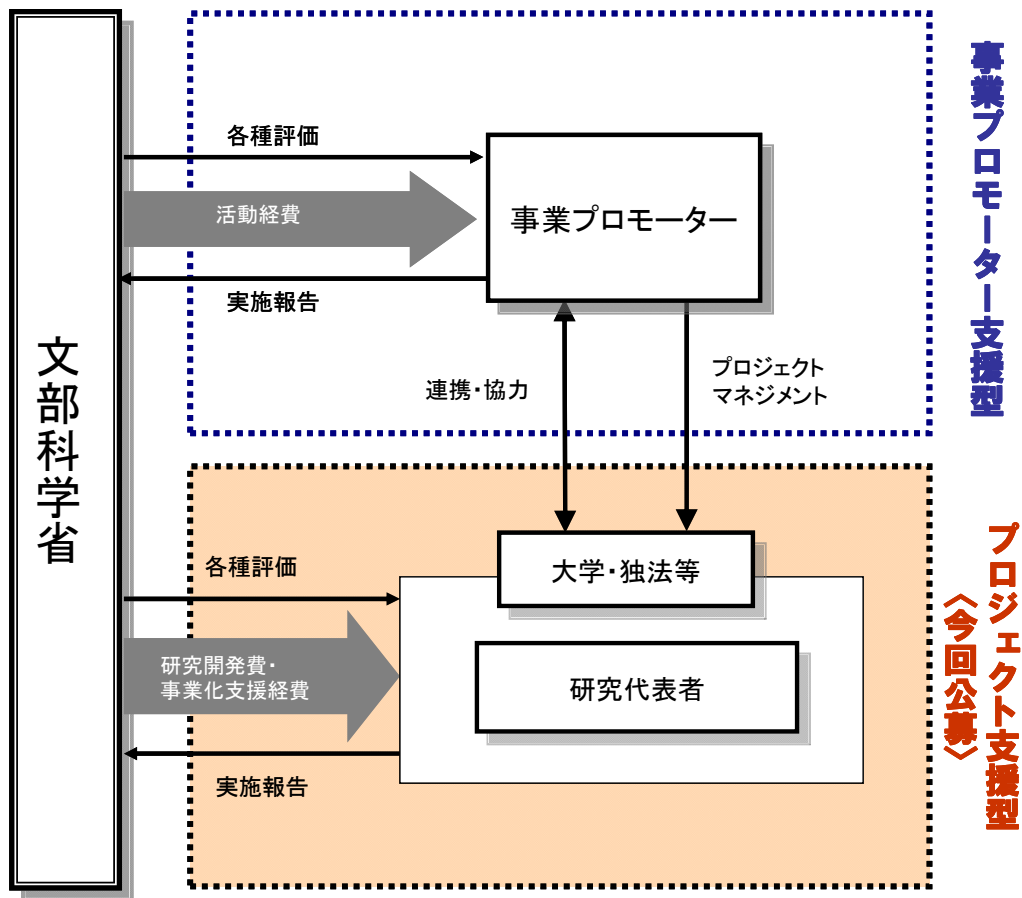 文部科学省
各種評価
活動経費
実施報告
事業プロモーター
連携・協力
プロジェクト
マネジメント
事業プロモーター支援型
各種評価
研究開発費・
事業化支援経費
実施報告
大学・独法等
研究代表者
プロジェクト支援型
〈今回公募〉